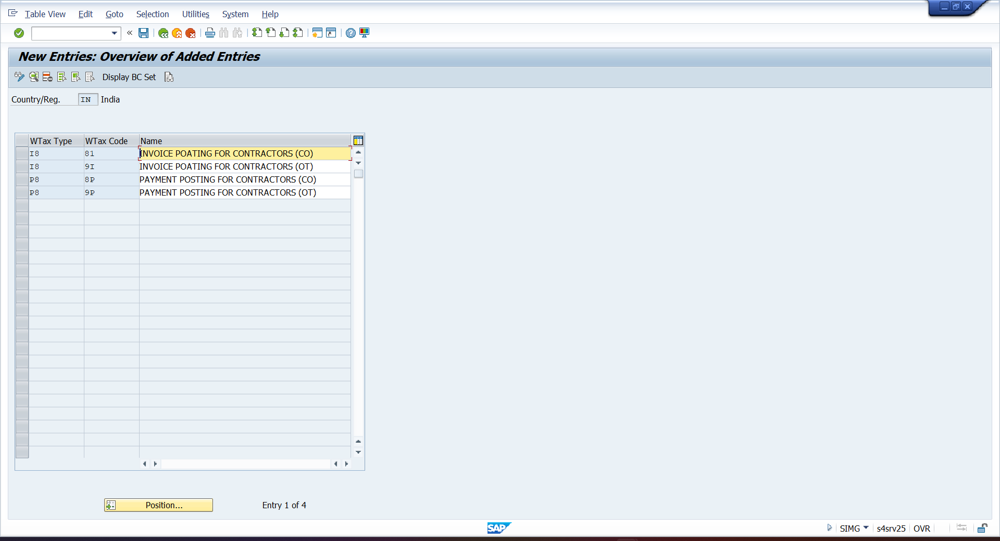 Table View Edit Goto Selection Utilities System Help
New Entries: Overview of Added Entries
Display BC Set
Country/Reg. IN India
WTax Type WTax Code Name
I8 81 INVOICE POATING FOR CONTRACTORS (CO)
I8 9I INVOICE POATING FOR CONTRACTORS (OT)
P8 8P PAYMENT POSTING FOR CONTRACTORS (CO)
P8 9P PAYMENT POSTING FOR CONTRACTORS (OT)
Position... Entry 1 of 4
SAP SIMG s4srv25 OVR